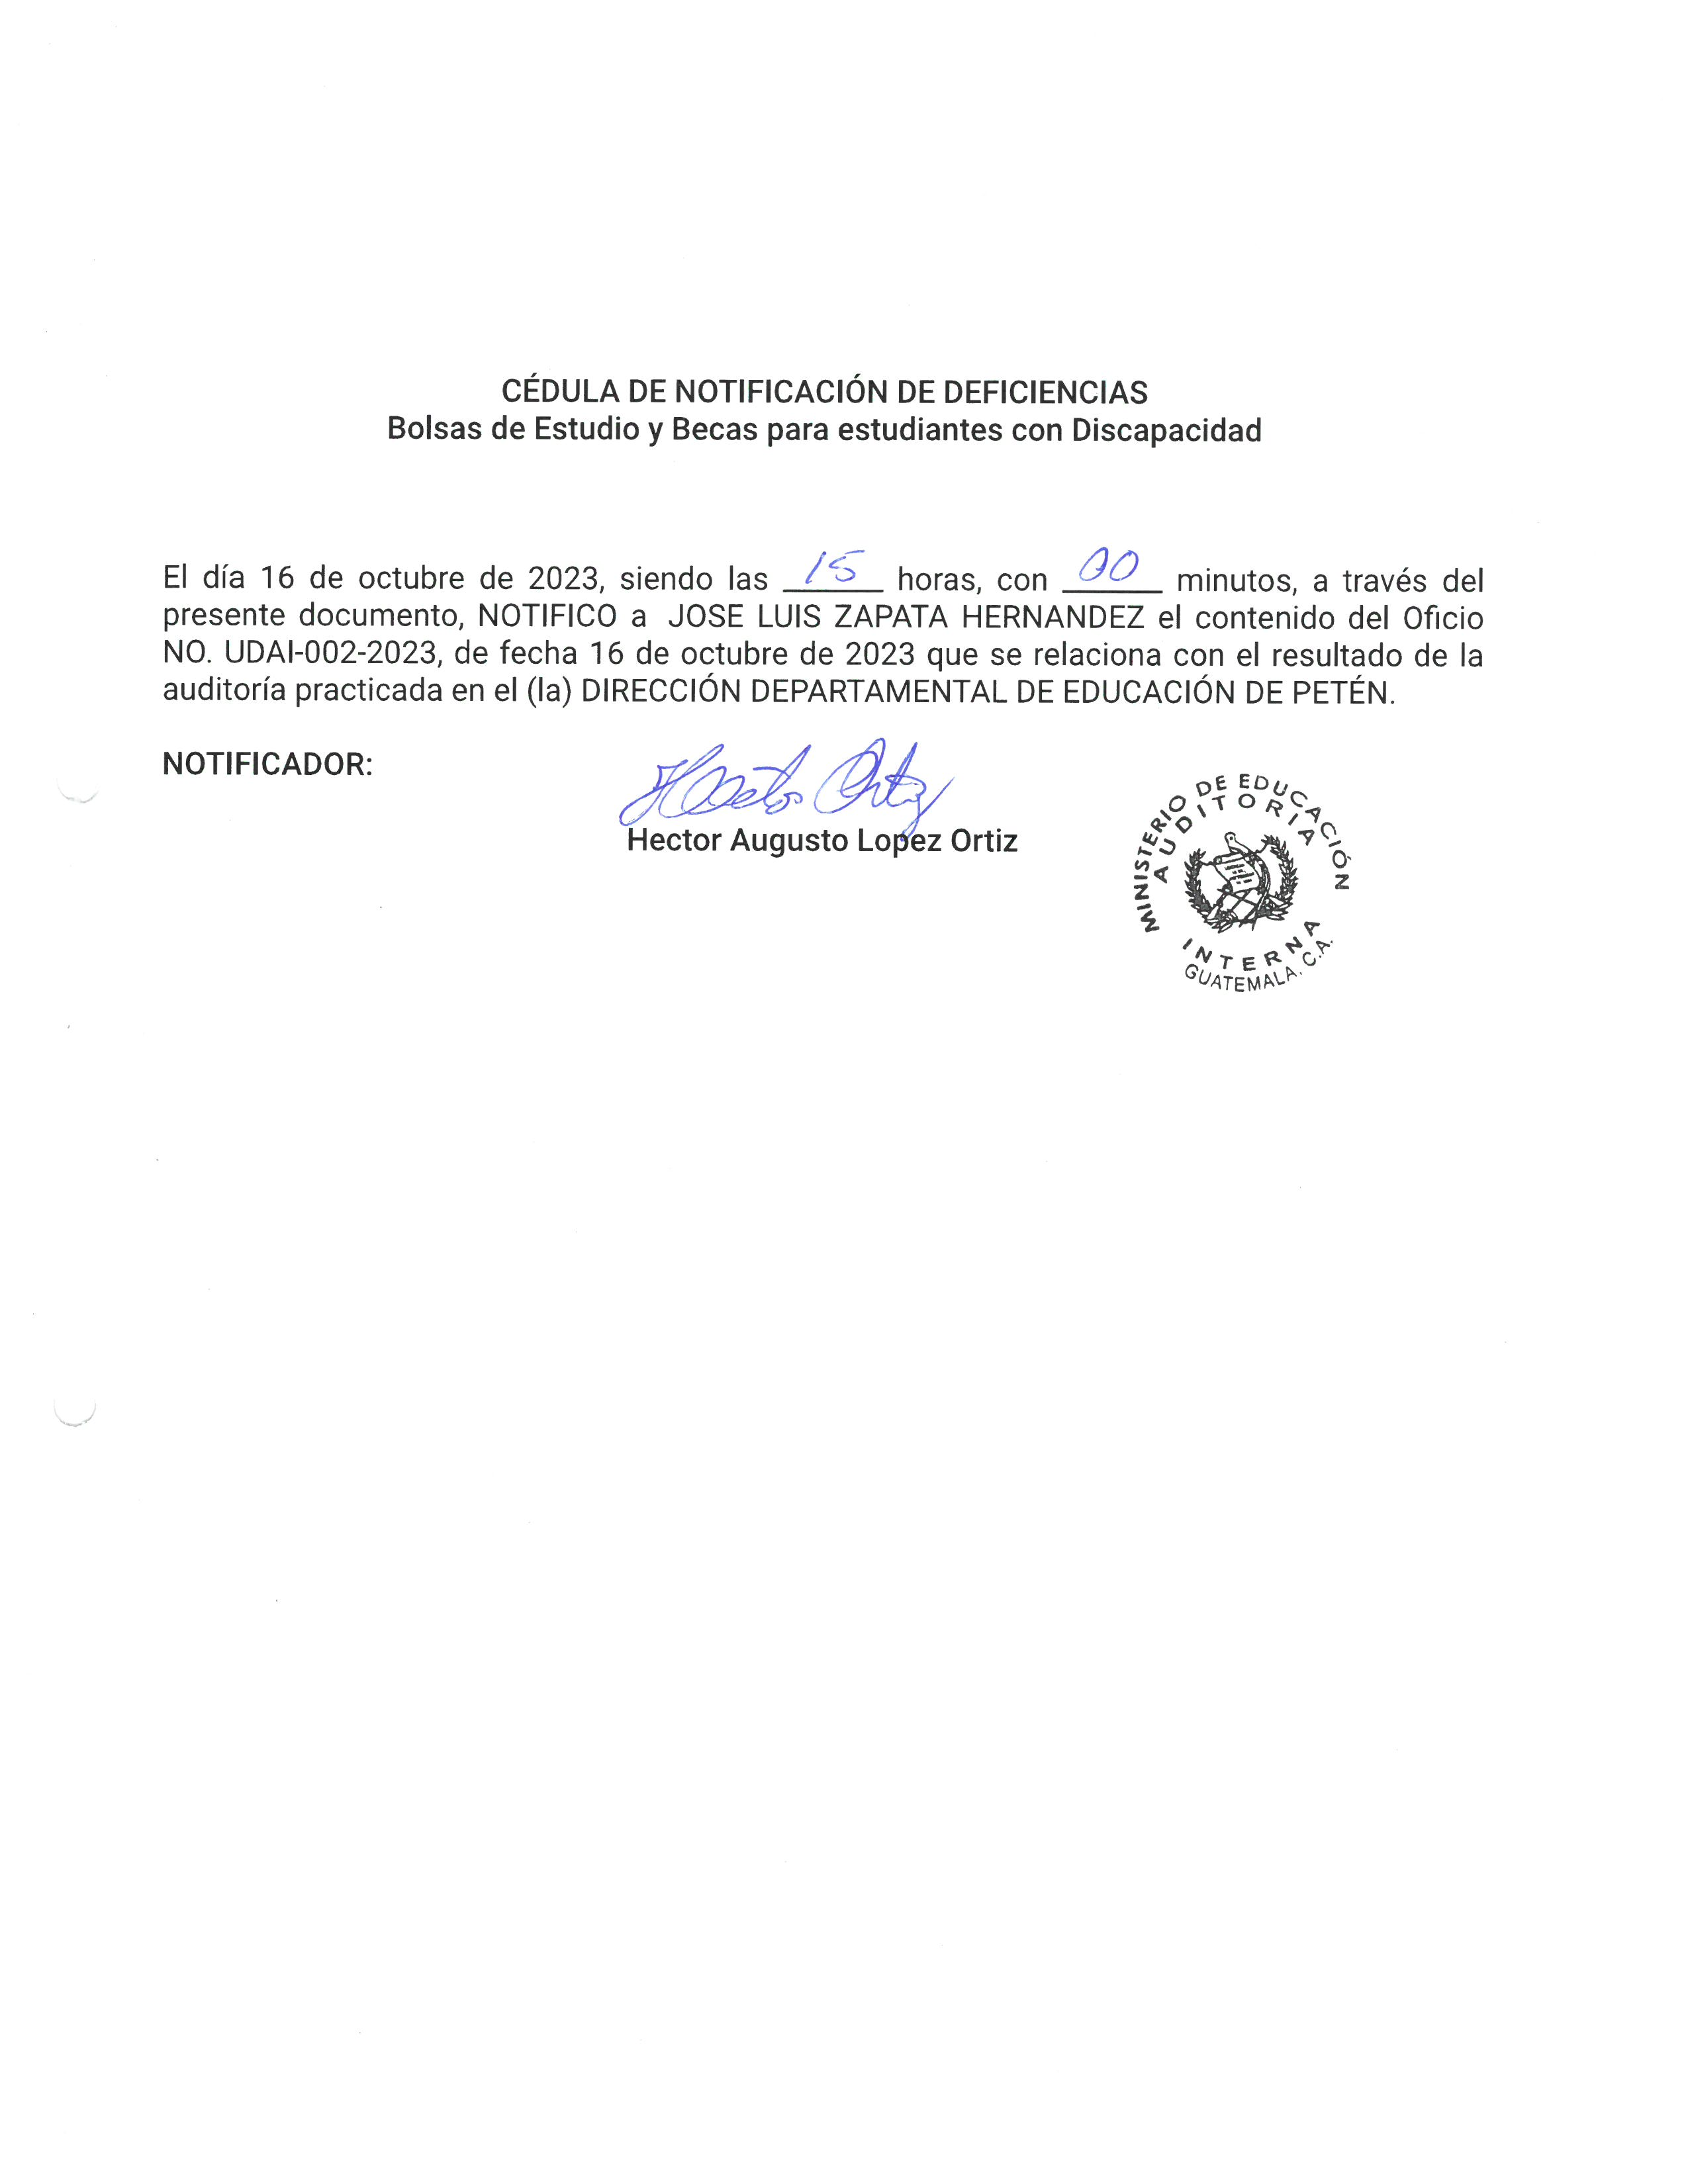 CÉDULA DE NOTIFICACIÓN DE DEFICIENCIAS
Bolsas de Estudio y Becas para estudiantes con Discapacidad
El día 16 de octubre de 2023, siendo las 15 horas, con 00 minutos, a través del
presente documento, NOTIFICO a JOSE LUIS ZAPATA HERNANDEZ el contenido del Oficio
NO. UDAI-002-2023, de fecha 16 de octubre de 2023 que se relaciona con el resultado de la
auditoría practicada en el (la) DIRECCIÓN DEPARTAMENTAL DE EDUCACIÓN DE PETÉN.
NOTIFICADOR:
Hector Augusto Lopez Ortiz
MINISTERIO DE EDUCACIÓN
AUDITORIA
INTERNA
GUATEMALA, C.A.